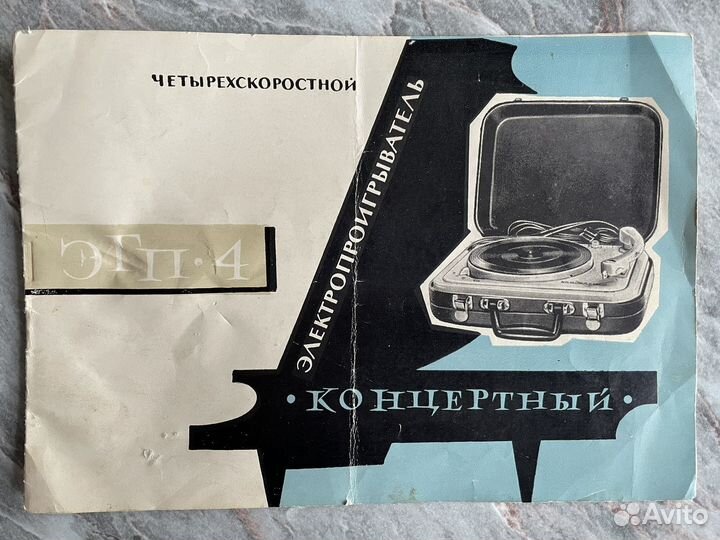 ЧЕТЫРЕХСКОРОСТНОЙ
ЭЛЕКТРОПРОИГРЫВАТЕЛЬ
ЭГП·4
·КОНЦЕРТНЫЙ·
Avito